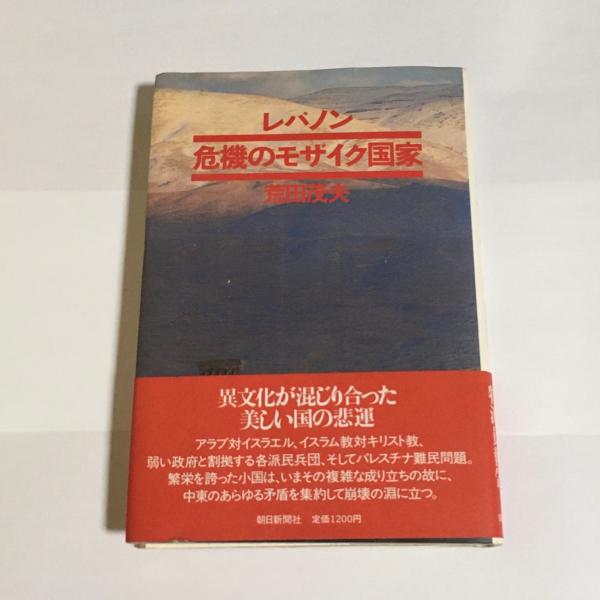 レバノン
危機のモザイク国家
荒田茂夫
異文化が混じり合った
美しい国の悲運
アラブ対イスラエル、イスラム教対キリスト教、
弱い政府と割拠する各派民兵団、そしてパレスチナ難民問題。
繁栄を誇った小国は、いまその複雑な成り立ちの故に、
中東のあらゆる矛盾を集約して崩壊の淵に立つ。
朝日新聞社 定価1200円